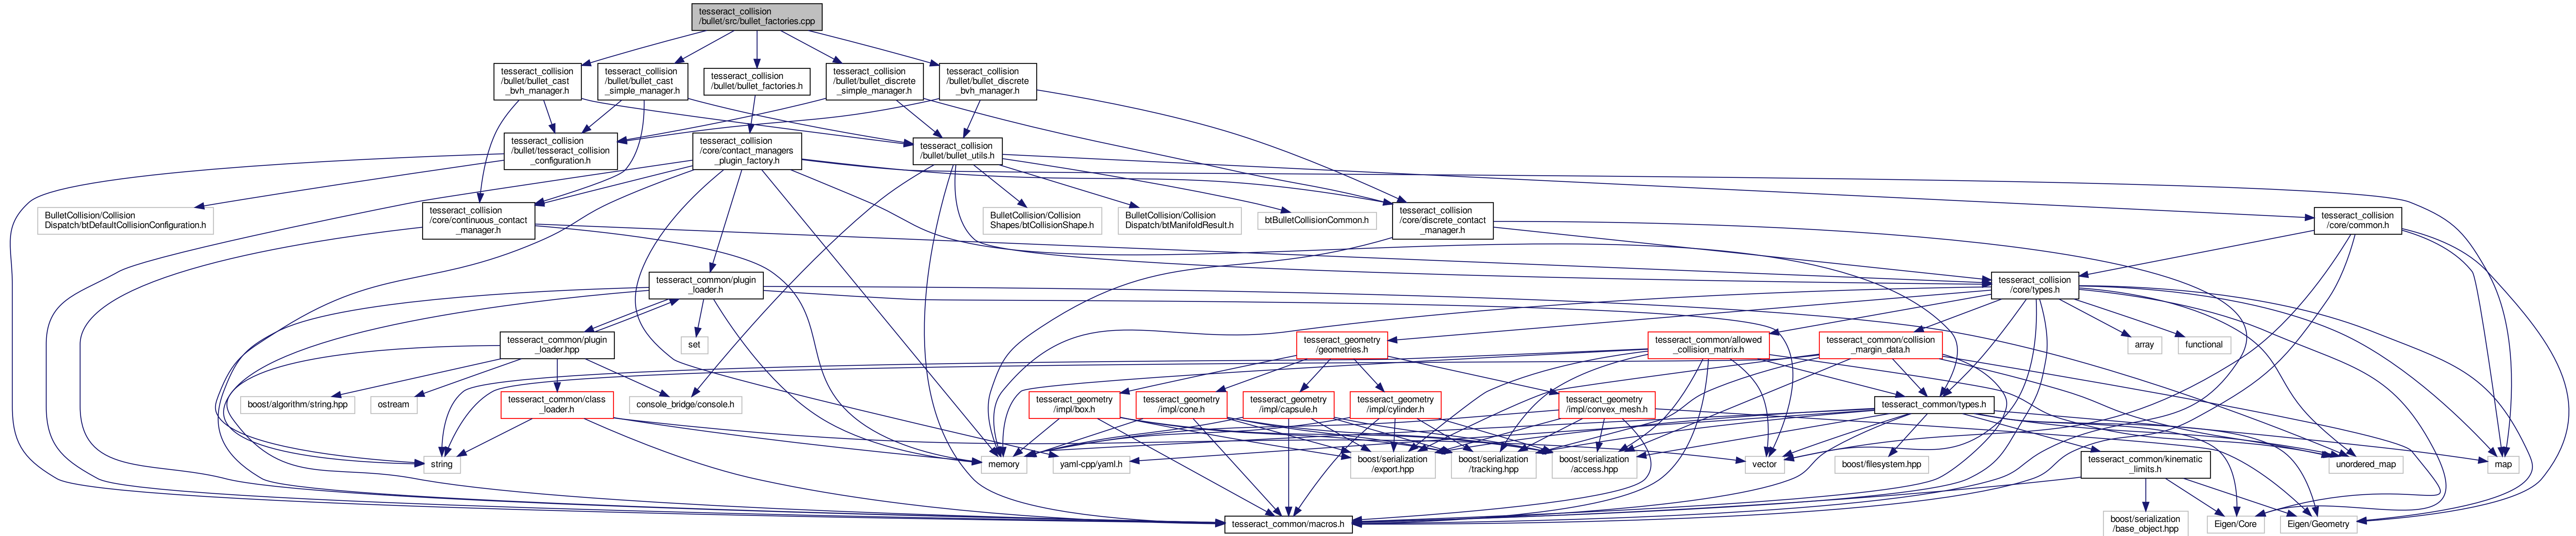 tesseract_collision
/bullet/src/bullet_factories.cpp
tesseract_collision
/bullet/bullet_cast
_bvh_manager.h
tesseract_collision
/bullet/bullet_cast
_simple_manager.h
tesseract_collision
/bullet/bullet_factories.h
tesseract_collision
/bullet/bullet_discrete
_simple_manager.h
tesseract_collision
/bullet/bullet_discrete
_bvh_manager.h
tesseract_collision
/bullet/tesseract_collision
_configuration.h
tesseract_collision
/core/contact_managers
_plugin_factory.h
tesseract_collision
/bullet/bullet_utils.h
BulletCollision/Collision
Dispatch/btDefaultCollisionConfiguration.h
tesseract_collision
/core/continuous_contact
_manager.h
BulletCollision/Collision
Shapes/btCollisionShape.h
BulletCollision/Collision
Dispatch/btManifoldResult.h
btBulletCollisionCommon.h
tesseract_collision
/core/discrete_contact
_manager.h
tesseract_collision
/core/common.h
tesseract_common/plugin
_loader.h
tesseract_collision
/core/types.h
tesseract_common/plugin
_loader.hpp
set
tesseract_geometry
/geometries.h
tesseract_common/allowed
_collision_matrix.h
tesseract_common/collision
_margin_data.h
array
functional
boost/algorithm/string.hpp
ostream
tesseract_common/class
_loader.h
console_bridge/console.h
tesseract_geometry
/impl/box.h
tesseract_geometry
/impl/cone.h
tesseract_geometry
/impl/capsule.h
tesseract_geometry
/impl/cylinder.h
tesseract_geometry
/impl/convex_mesh.h
tesseract_common/types.h
string
memory
yaml-cpp/yaml.h
boost/serialization
/export.hpp
boost/serialization
/tracking.hpp
boost/serialization
/access.hpp
vector
boost/filesystem.hpp
tesseract_common/kinematic
_limits.h
unordered_map
map
tesseract_common/macros.h
boost/serialization
/base_object.hpp
Eigen/Core
Eigen/Geometry